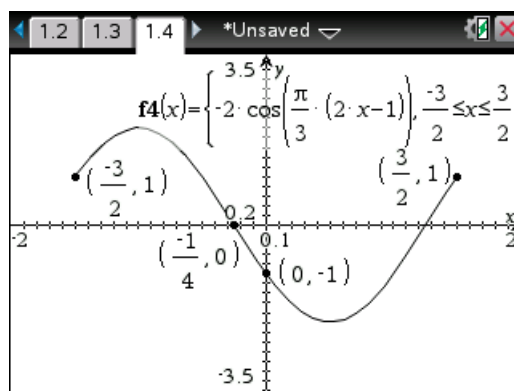 1.2 1.3 1.4 *Unsaved
3.5 y
f4(x)={-2·cos(π/3·(2·x-1)), -3/2≤x≤3/2
(-3/2, 1) (3/2, 1)
0.2 x
-2 0.1 2
(-1/4, 0)
(0, -1)
-3.5